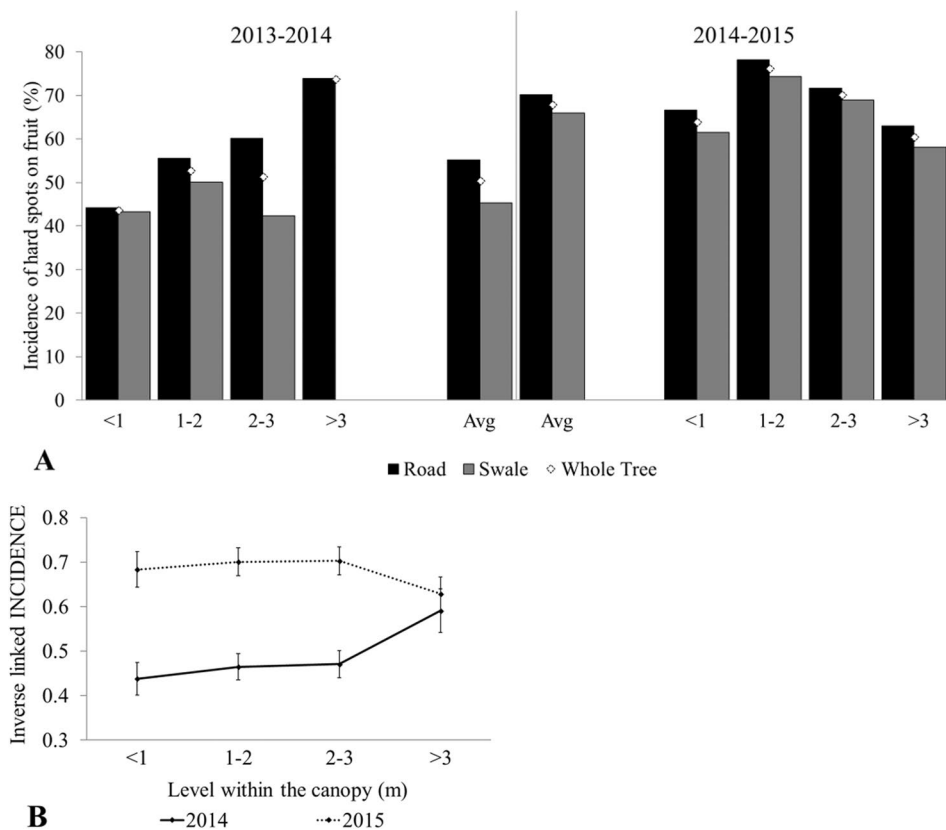 2013-2014 2014-2015
Incidence of hard spots on fruit (%)
80
70
60
50
40
30
20
10
0
<1 1-2 2-3 >3 Avg Avg <1 1-2 2-3 >3
A
Road Swale Whole Tree
Inverse linked INCIDENCE
0.8
0.7
0.6
0.5
0.4
0.3
<1 1-2 2-3 >3
Level within the canopy (m)
B
2014 2015